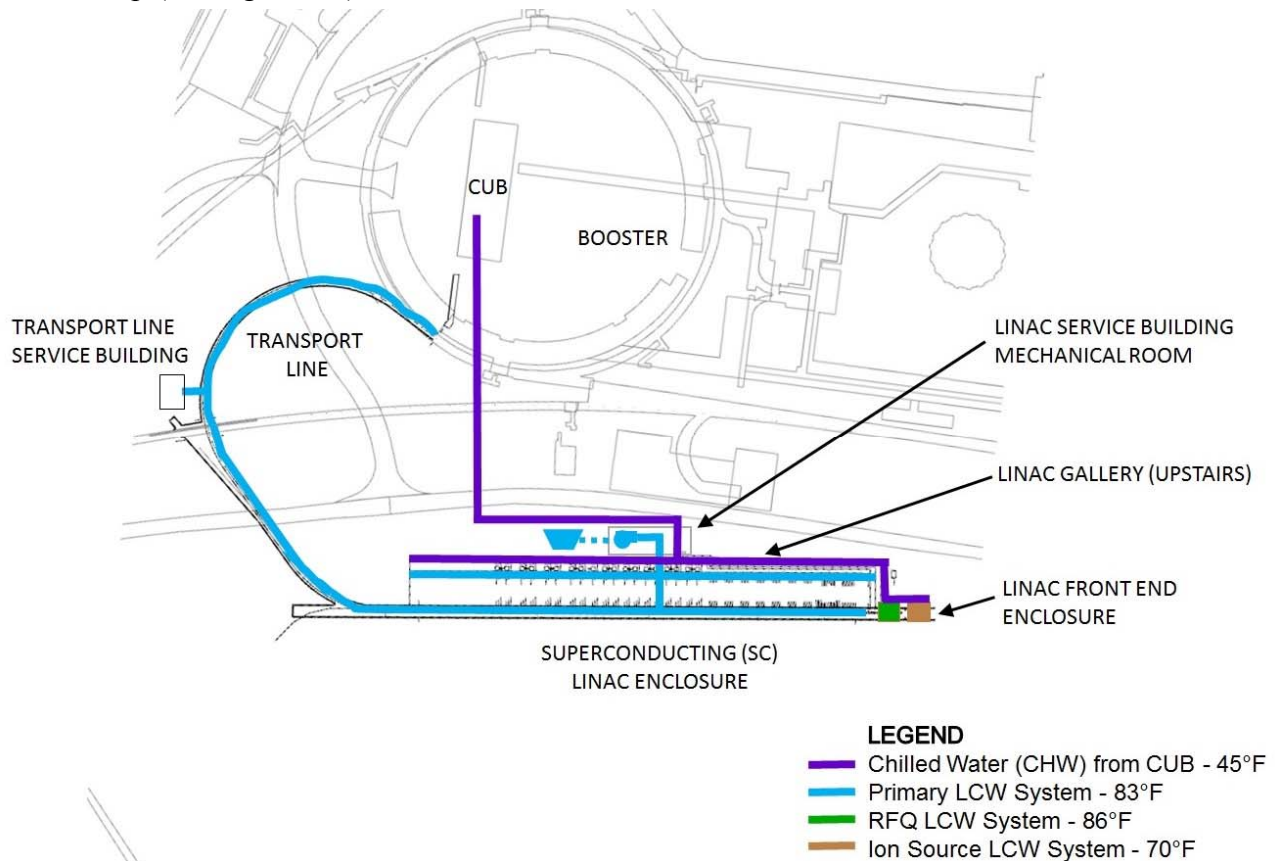 CUB
BOOSTER
TRANSPORT LINE
SERVICE BUILDING
TRANSPORT
LINE
LINAC SERVICE BUILDING
MECHANICAL ROOM
LINAC GALLERY (UPSTAIRS)
LINAC FRONT END
ENCLOSURE
SUPERCONDUCTING (SC)
LINAC ENCLOSURE
LEGEND
Chilled Water (CHW) from CUB - 45°F
Primary LCW System - 83°F
RFQ LCW System - 86°F
Ion Source LCW System - 70°F